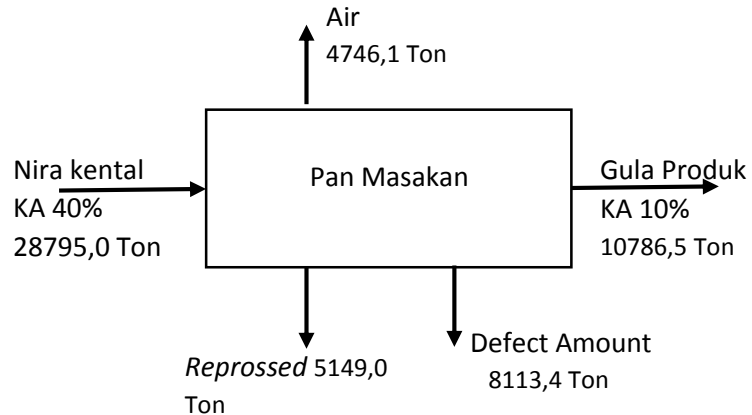 Air
4746,1 Ton
Nira kental
KA 40%
28795,0 Ton
Pan Masakan
Gula Produk
KA 10%
10786,5 Ton
Reprossed 5149,0
Ton
Defect Amount
8113,4 Ton